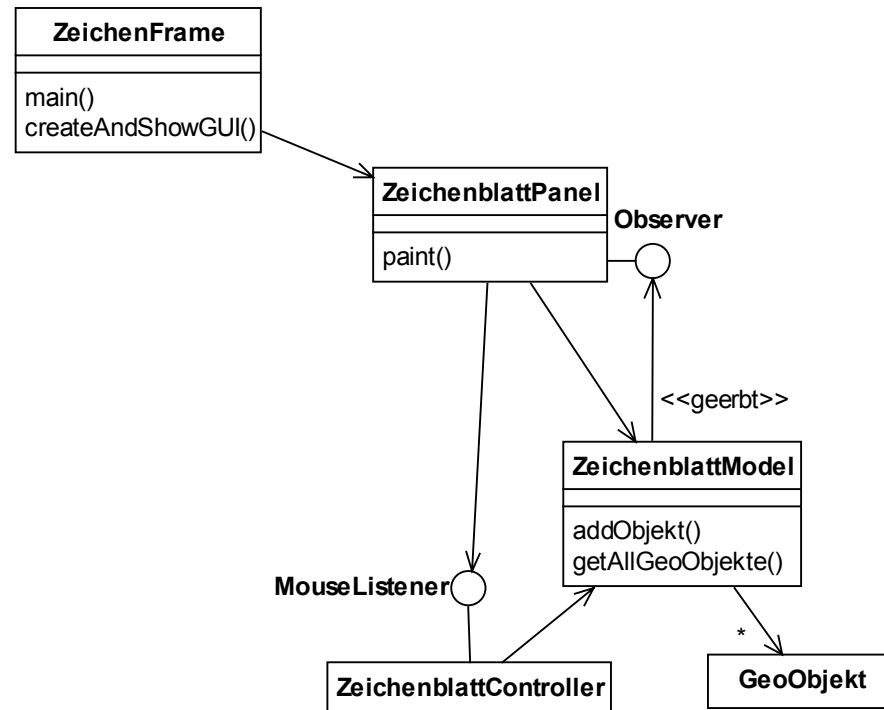 ZeichenFrame
main()
createAndShowGUI()
ZeichenblattPanel
paint()
Observer
<<geerbt>>
ZeichenblattModel
addObjekt()
getAllGeoObjekte()
MouseListener
*
ZeichenblattController
GeoObjekt